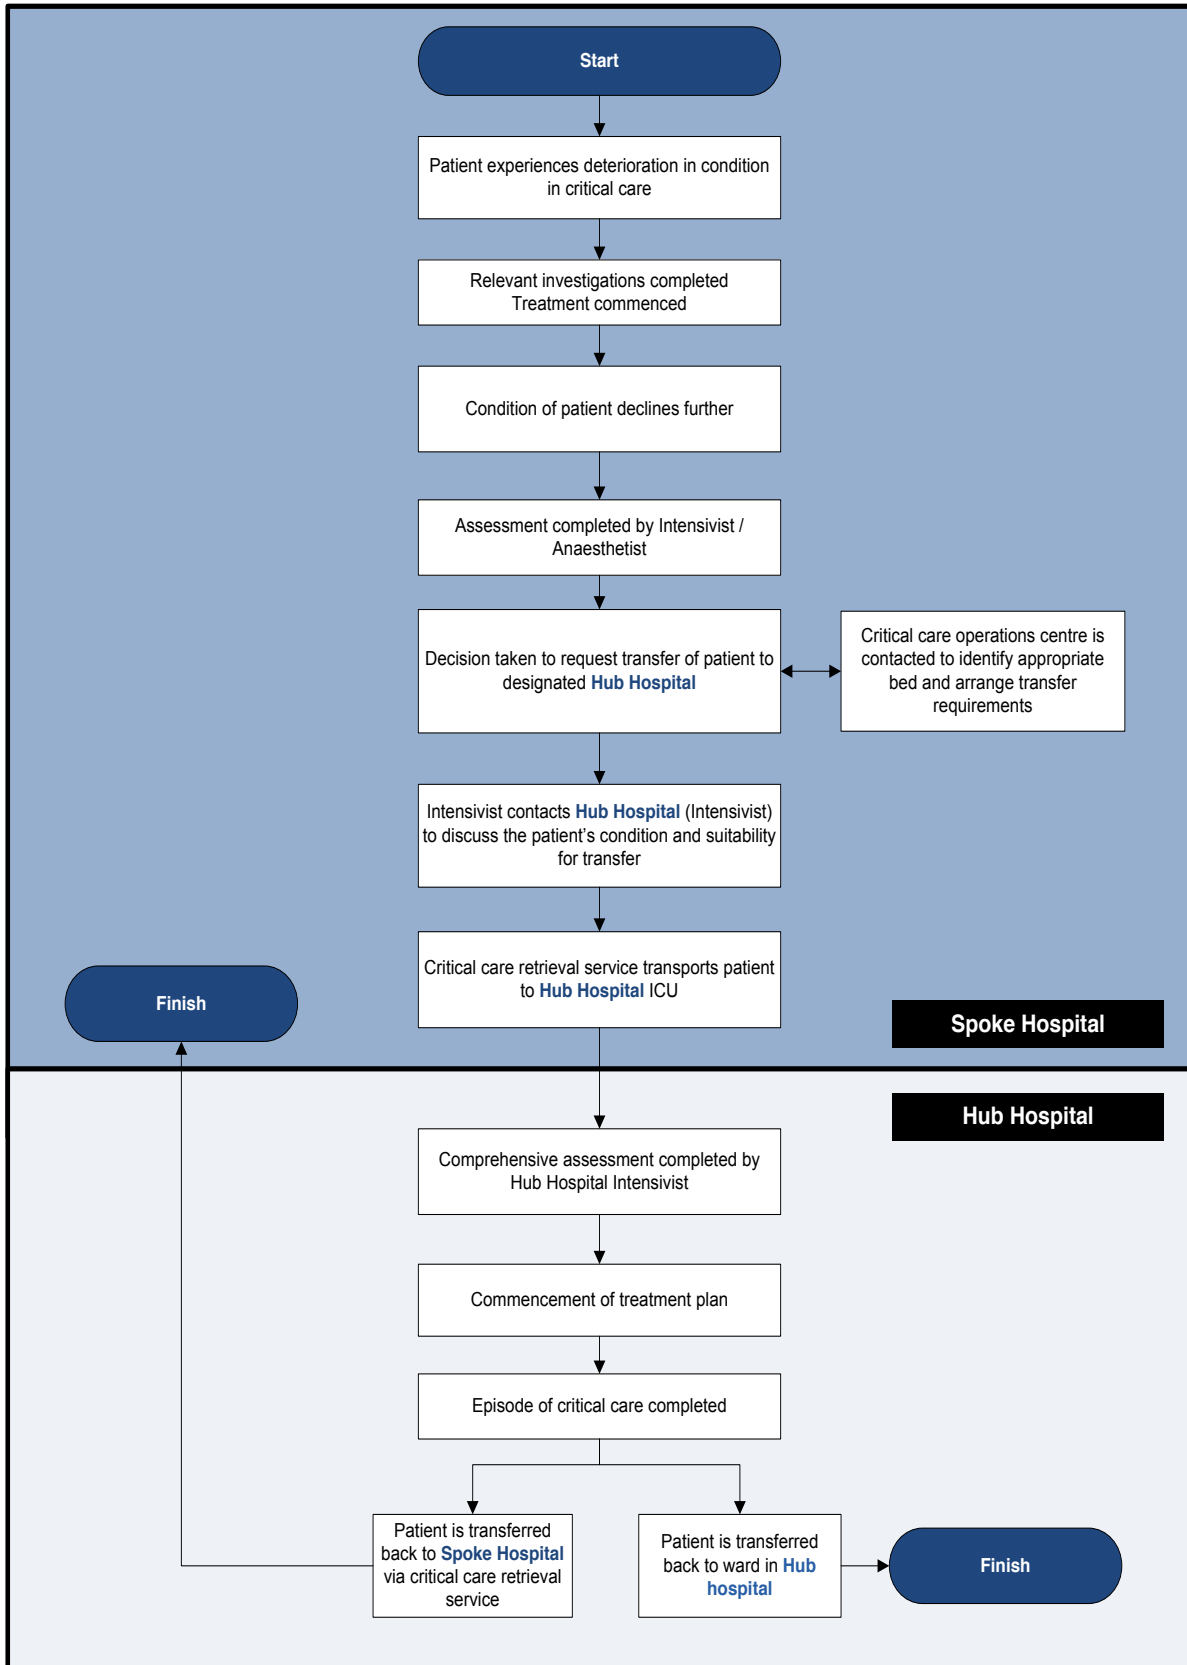 Start
Patient experiences deterioration in condition
in critical care
Relevant investigations completed
Treatment commenced
Condition of patient declines further
Assessment completed by Intensivist /
Anaesthetist
Decision taken to request transfer of patient to
designated Hub Hospital
Critical care operations centre is
contacted to identify appropriate
bed and arrange transfer
requirements
Intensivist contacts Hub Hospital (Intensivist)
to discuss the patient’s condition and suitability
for transfer
Critical care retrieval service transports patient
to Hub Hospital ICU
Finish
Spoke Hospital
Hub Hospital
Comprehensive assessment completed by
Hub Hospital Intensivist
Commencement of treatment plan
Episode of critical care completed
Patient is transferred
back to Spoke Hospital
via critical care retrieval
service
Patient is transferred
back to ward in Hub
hospital
Finish